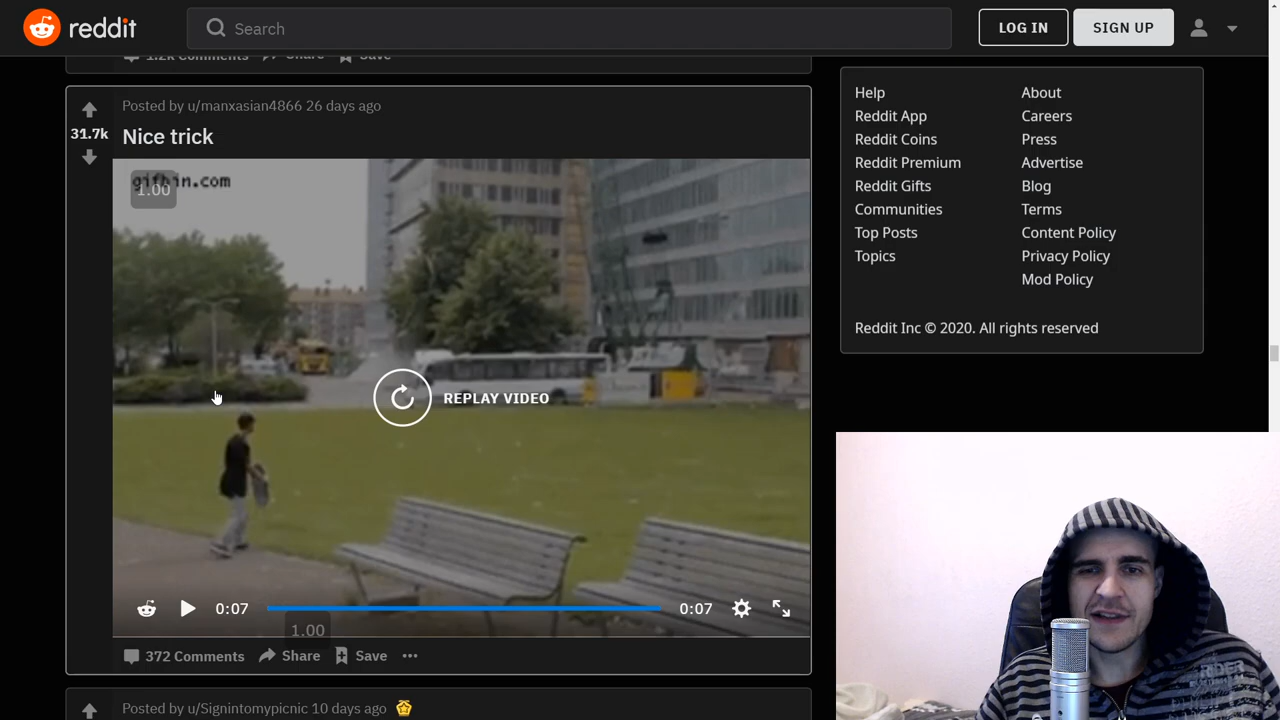 reddit
Search
LOG IN
SIGN UP
1.2k Comments
Share
Save
Posted by u/manxasian4866 26 days ago
31.7k
Nice trick
gifbin.com
1.00
REPLAY VIDEO
0:07
0:07
1.00
372 Comments
Share
Save
Posted by u/Signintomypicnic 10 days ago
Help
About
Reddit App
Careers
Reddit Coins
Press
Reddit Premium
Advertise
Reddit Gifts
Blog
Communities
Terms
Top Posts
Content Policy
Topics
Privacy Policy
Mod Policy
Reddit Inc © 2020. All rights reserved
RIDER